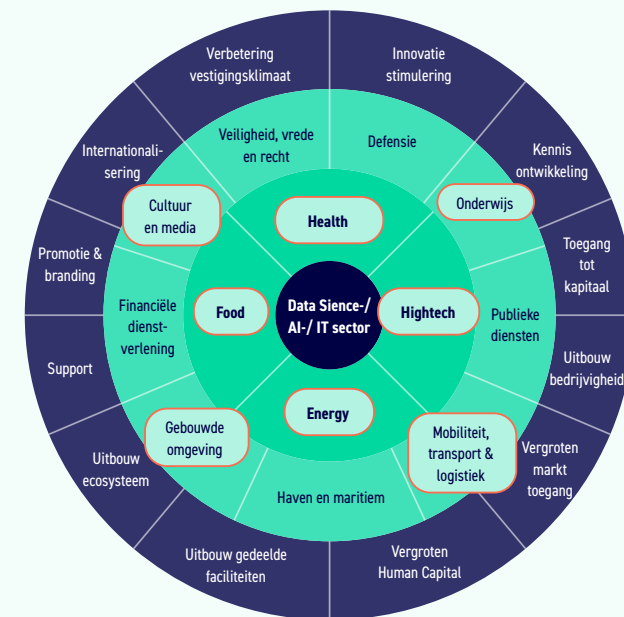 Verbetering
vestigingsklimaat
Innovatie
stimulering
Kennis
ontwikkeling
Toegang
tot
kapitaal
Uitbouw
bedrijvigheid
Vergroten
markt
toegang
Vergroten
Human Capital
Uitbouw gedeelde
faciliteiten
Uitbouw
ecosysteem
Support
Promotie &
branding
Internationali-
sering
Veiligheid, vrede
en recht
Defensie
Onderwijs
Publieke
diensten
Mobiliteit,
transport &
logistiek
Haven en maritiem
Gebouwde
omgeving
Financiële
dienst-
verlening
Cultuur
en media
Health
Hightech
Energy
Food
Data Sience-/
AI-/ IT sector